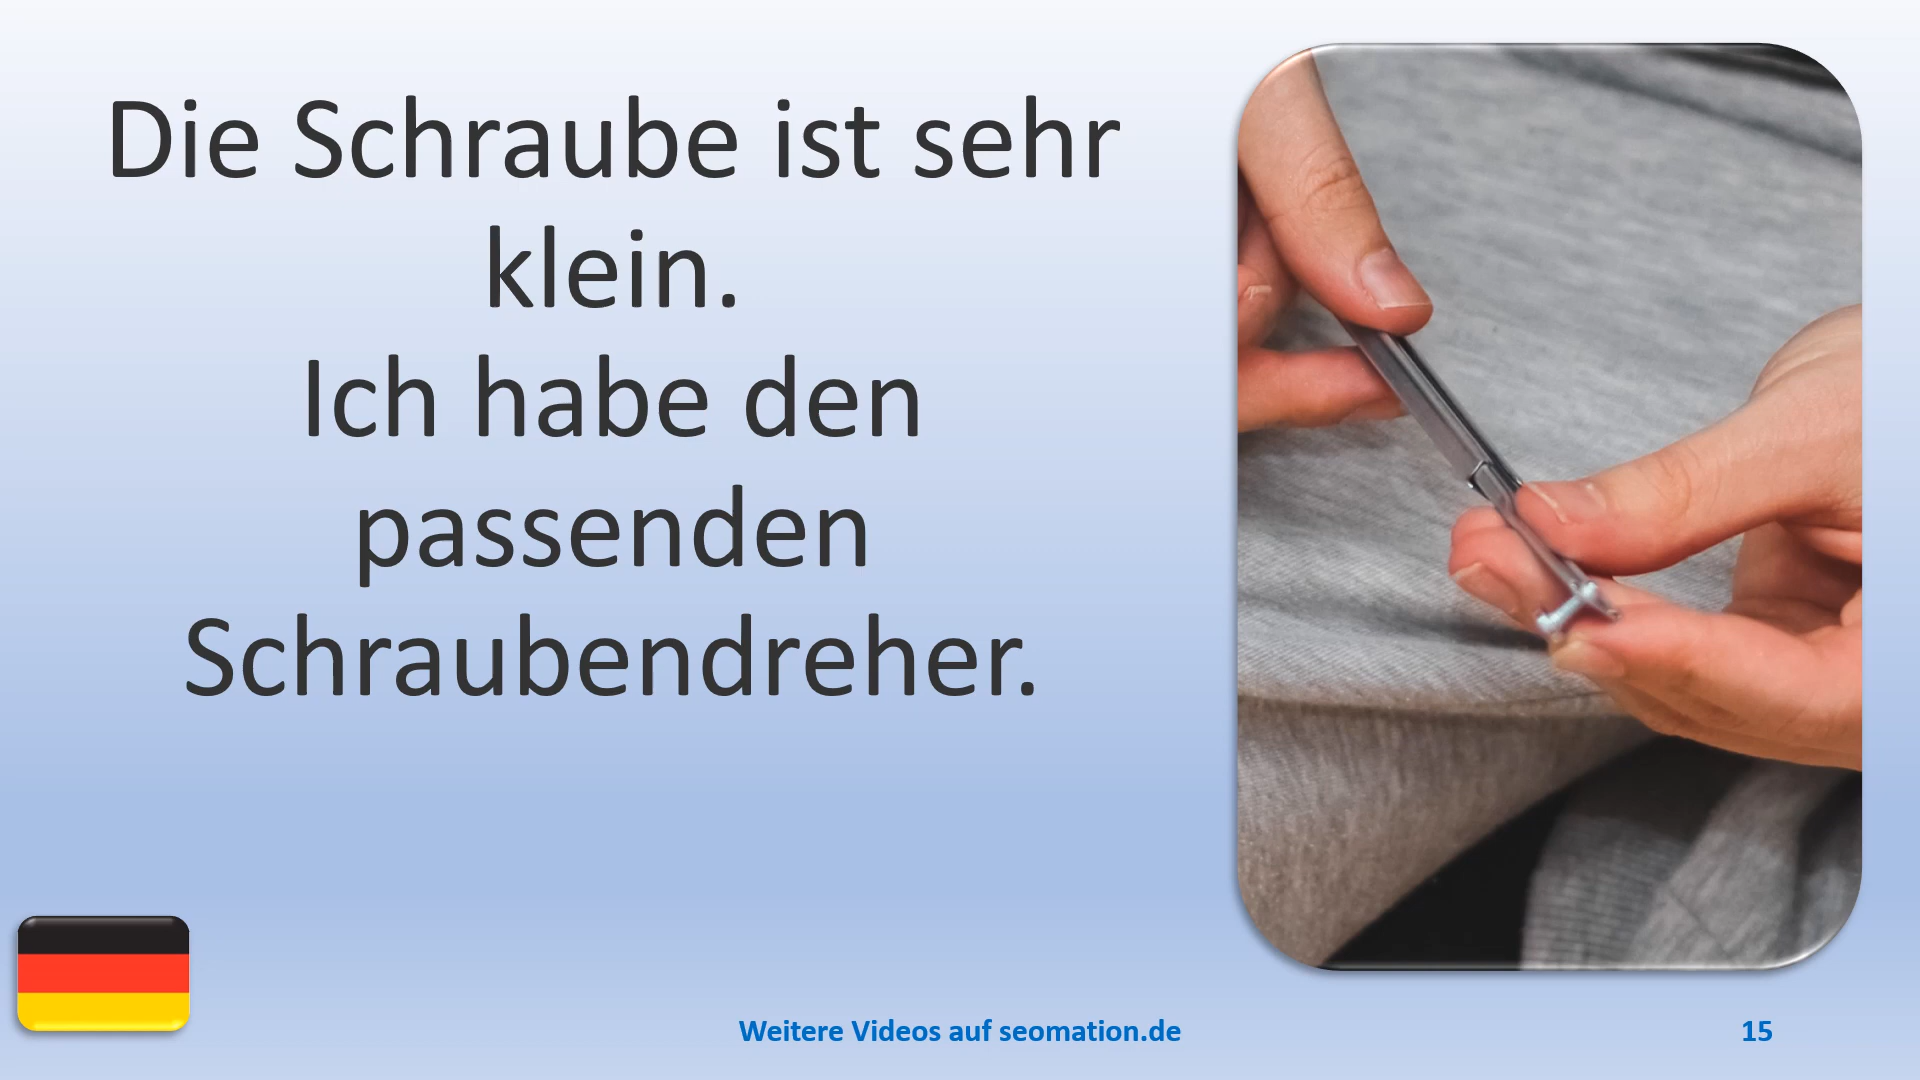 Die Schraube ist sehr
klein.
Ich habe den
passenden
Schraubendreher.
Weitere Videos auf seomation.de
15